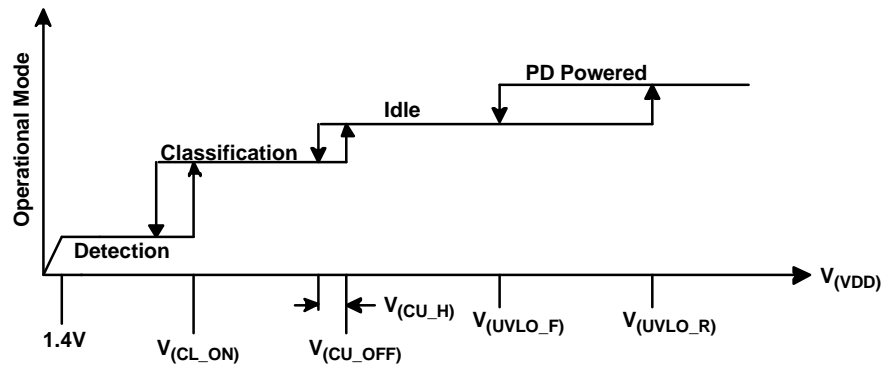 Operational Mode
PD Powered
Idle
Classification
Detection
V(VDD)
1.4V
V(CL_ON)
V(CU_H)
V(CU_OFF)
V(UVLO_F)
V(UVLO_R)